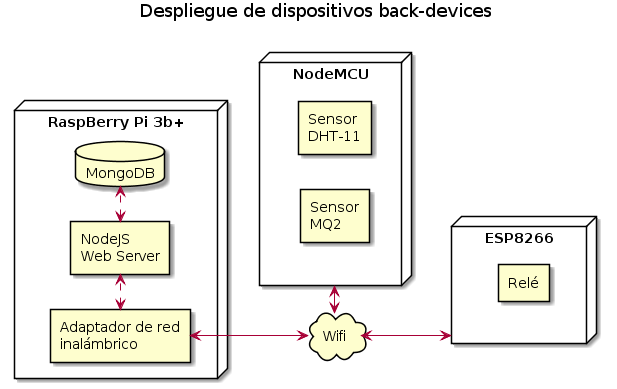 Despliegue de dispositivos back-devices
RaspBerry Pi 3b+
MongoDB
NodeJS
Web Server
Adaptador de red
inalámbrico
NodeMCU
Sensor
DHT-11
Sensor
MQ2
Wifi
ESP8266
Relé